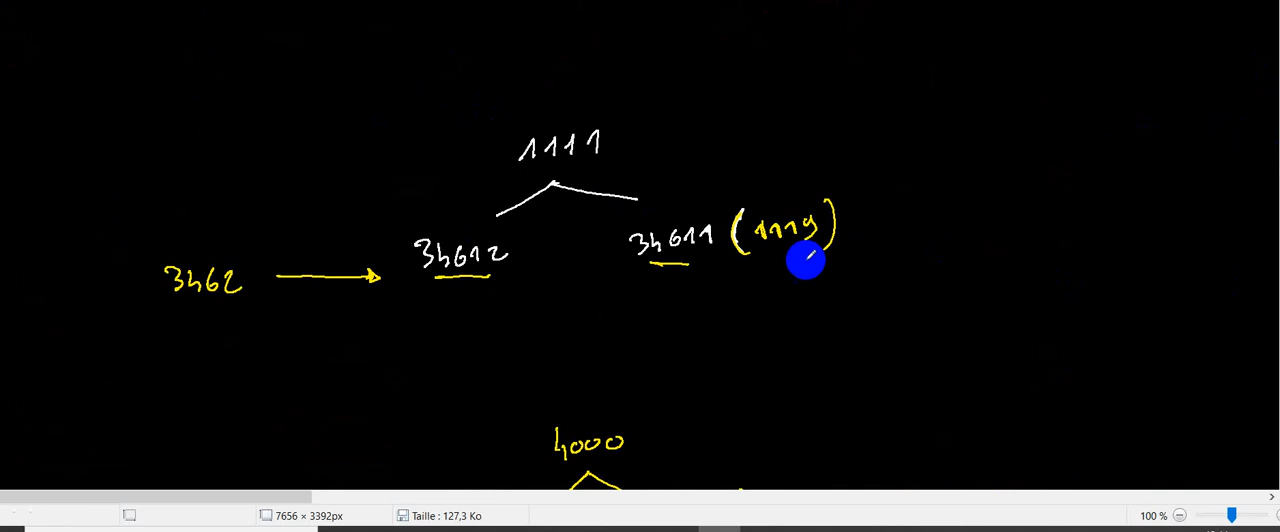 1111
34612 34611 (1119)
3462
4000
7656 × 3392px Taille : 127,3 Ko 100 %